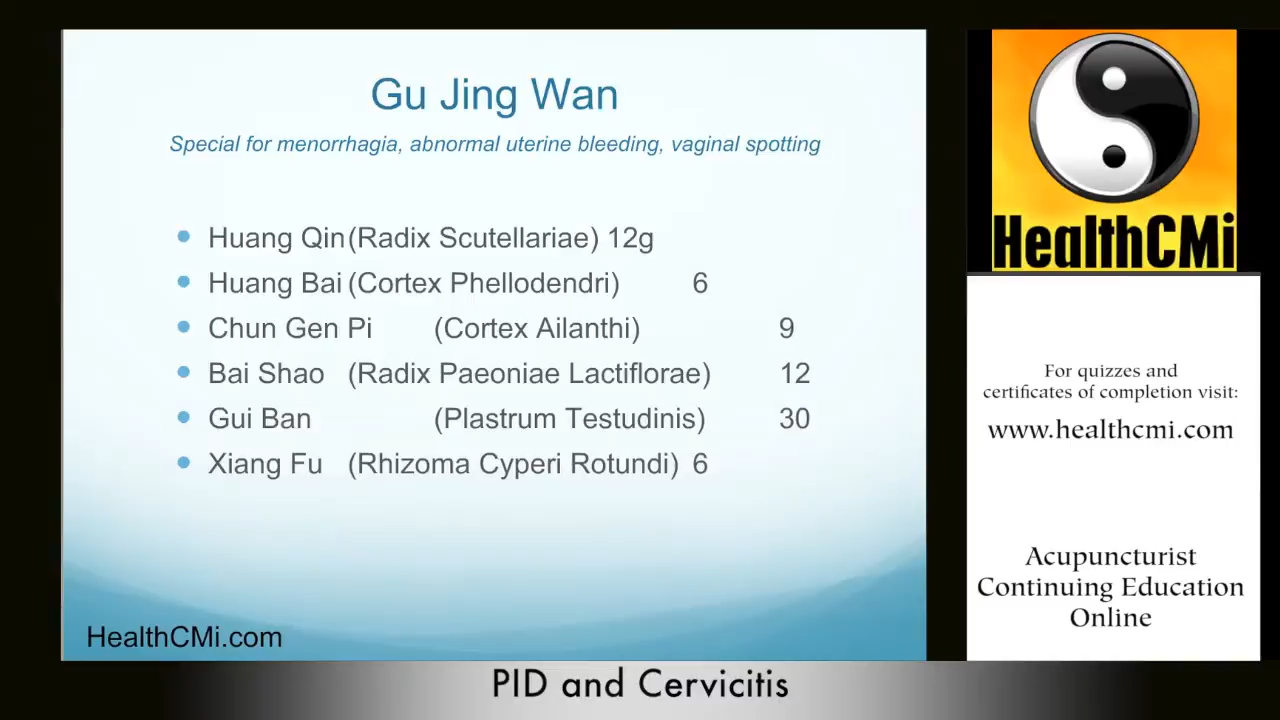 Gu Jing Wan
Special for menorrhagia, abnormal uterine bleeding, vaginal spotting
Huang Qin (Radix Scutellariae) 12g
Huang Bai (Cortex Phellodendri) 6
Chun Gen Pi (Cortex Ailanthi) 9
Bai Shao (Radix Paeoniae Lactiflorae) 12
Gui Ban (Plastrum Testudinis) 30
Xiang Fu (Rhizoma Cyperi Rotundi) 6
HealthCMi.com
HealthCMi
For quizzes and
certificates of completion visit:
www.healthcmi.com
Acupuncturist
Continuing Education
Online
PID and Cervicitis